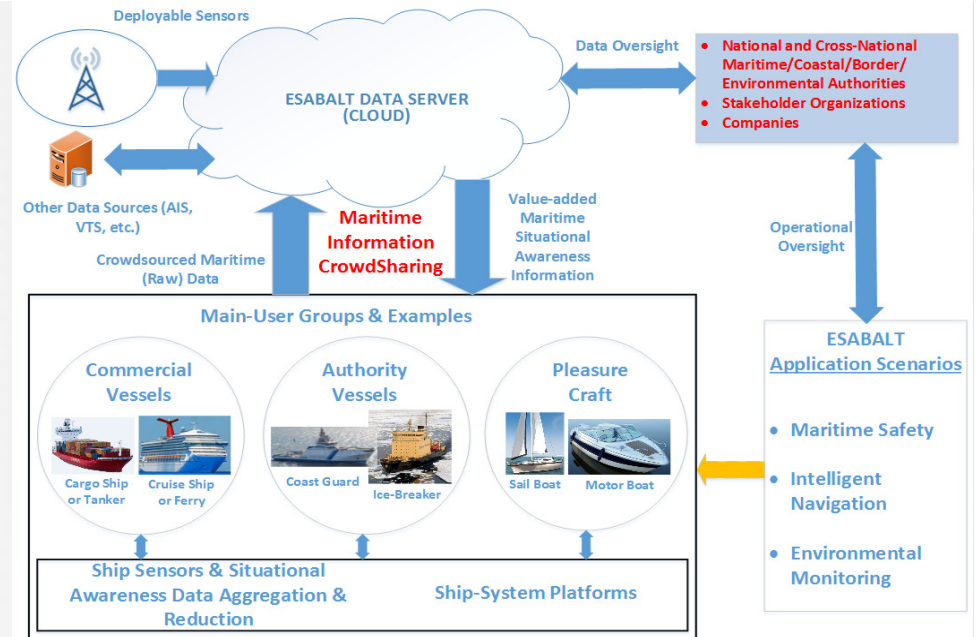 Deployable Sensors
ESABALT DATA SERVER
(CLOUD)
Data Oversight
• National and Cross-National
Maritime/Coastal/Border/
Environmental Authorities
• Stakeholder Organizations
• Companies
Other Data Sources (AIS,
VTS, etc.)
Crowdsourced Maritime
(Raw) Data
Maritime
Information
CrowdSharing
Value-added
Maritime
Situational
Awareness
Information
Operational
Oversight
Main-User Groups & Examples
Commercial
Vessels
Cargo Ship
or Tanker
Cruise Ship
or Ferry
Authority
Vessels
Coast Guard
Ice-Breaker
Pleasure
Craft
Sail Boat
Motor Boat
ESABALT
Application Scenarios
• Maritime Safety
• Intelligent
Navigation
• Environmental
Monitoring
Ship Sensors & Situational
Awareness Data Aggregation &
Reduction
Ship-System Platforms